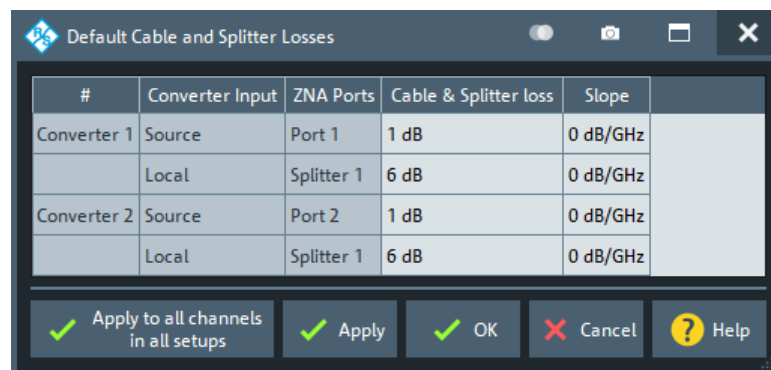 Default Cable and Splitter Losses
# Converter Input ZNA Ports Cable & Splitter loss Slope
Converter 1 Source Port 1 1 dB 0 dB/GHz
Local Splitter 1 6 dB 0 dB/GHz
Converter 2 Source Port 2 1 dB 0 dB/GHz
Local Splitter 1 6 dB 0 dB/GHz
Apply to all channels
in all setups
Apply
OK
Cancel
? Help